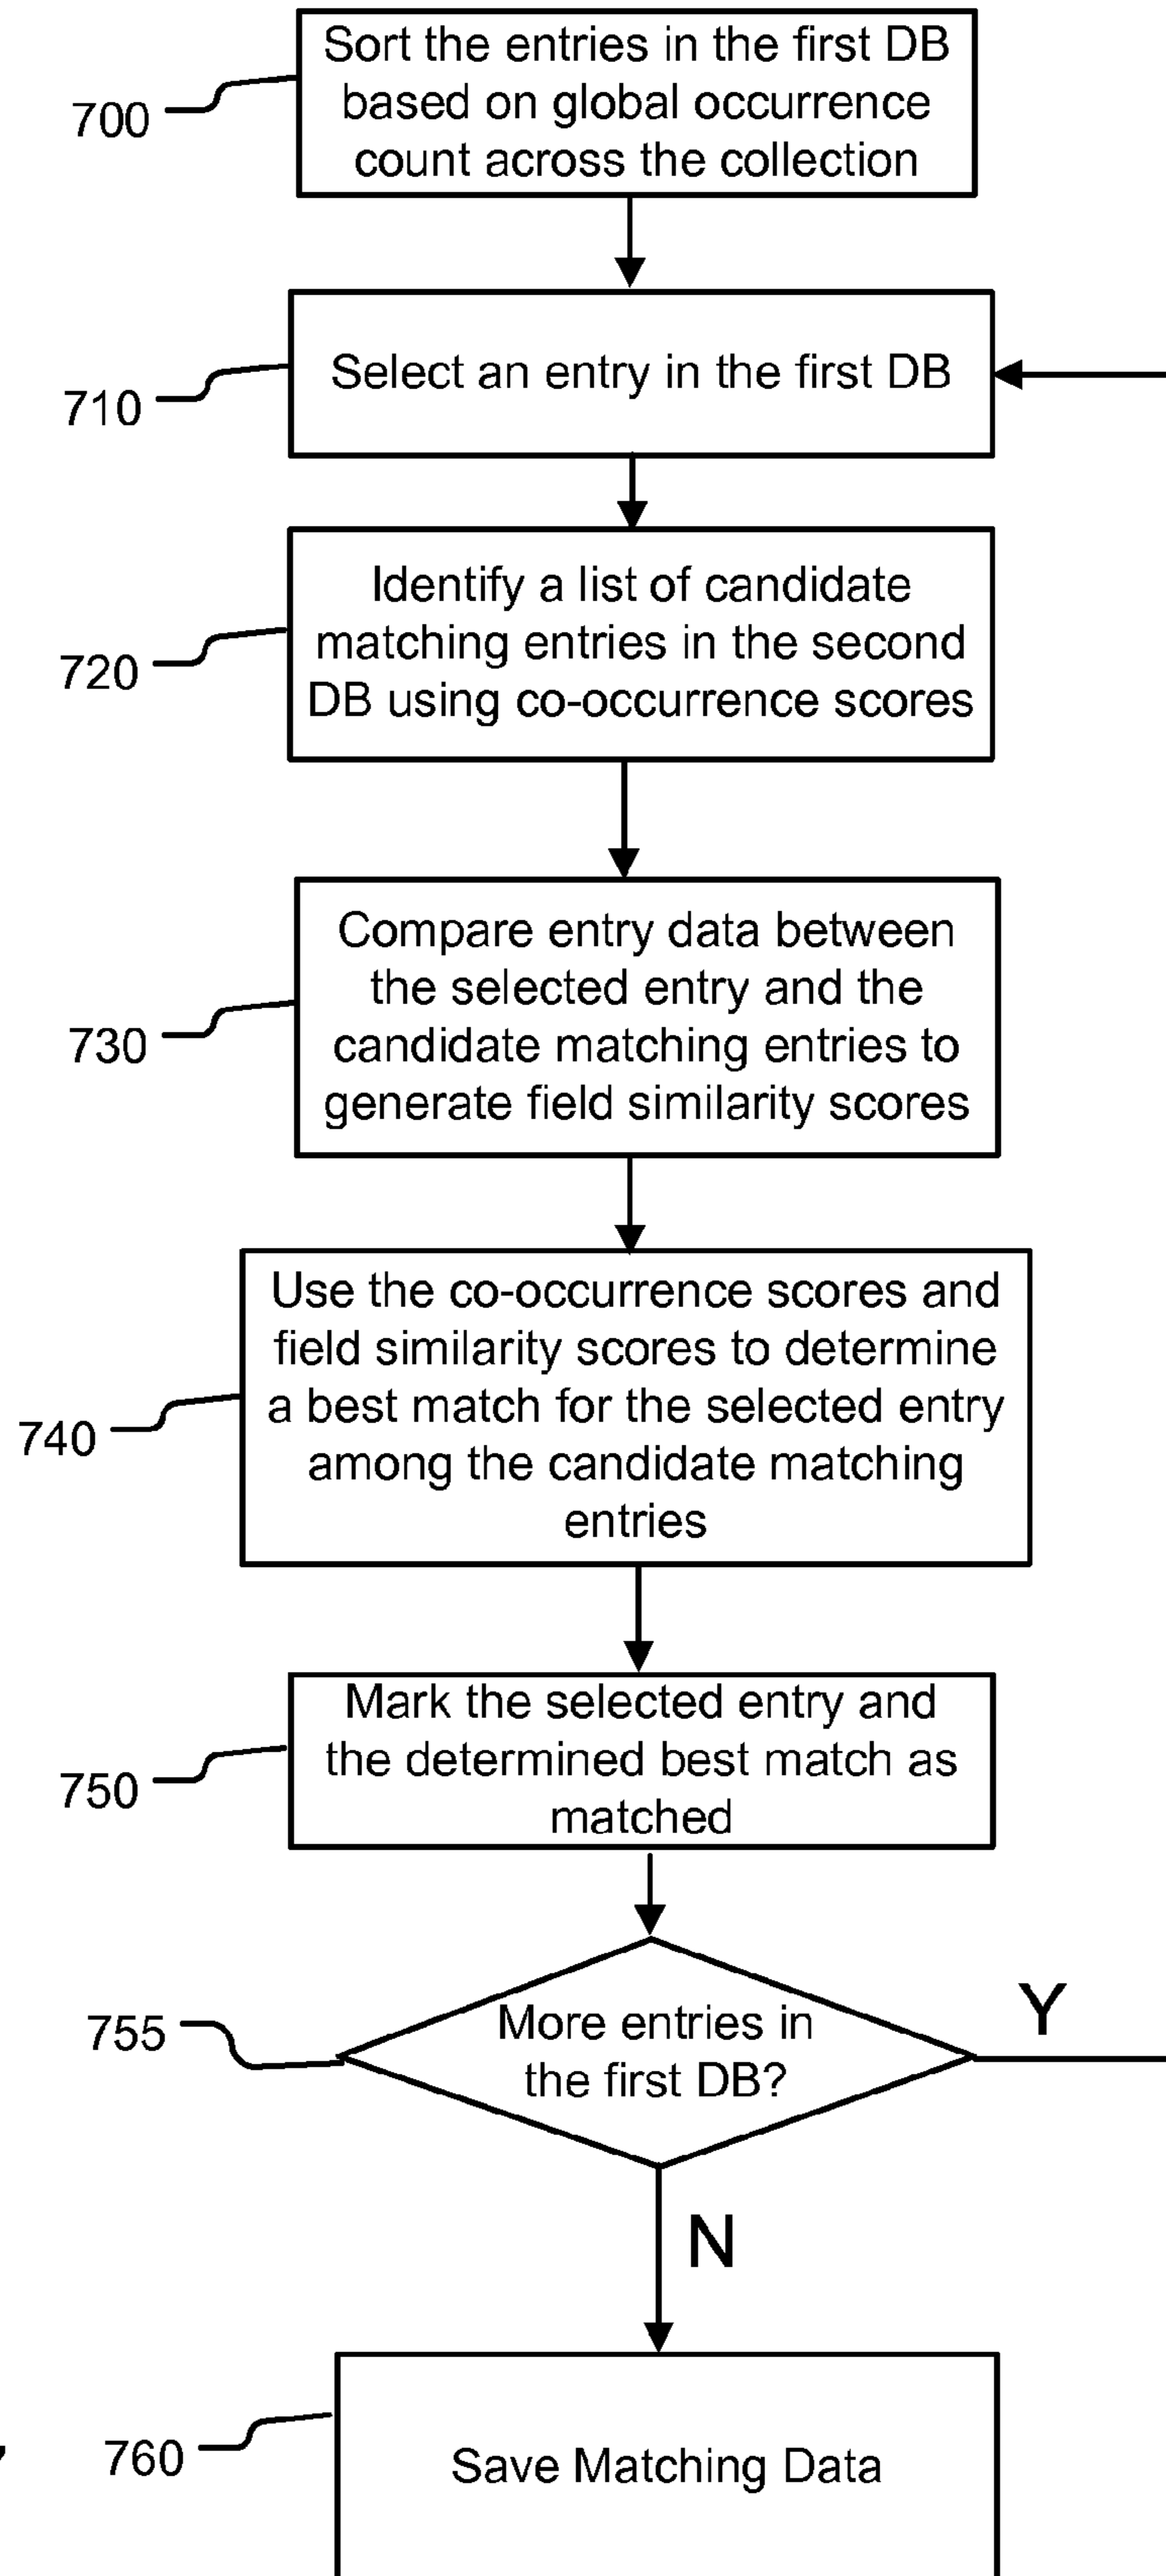 Sort the entries in the first DB
based on global occurrence
count across the collection
700
Select an entry in the first DB
710
Identify a list of candidate
matching entries in the second
DB using co-occurrence scores
720
Compare entry data between
the selected entry and the
candidate matching entries to
generate field similarity scores
730
Use the co-occurrence scores and
field similarity scores to determine
a best match for the selected entry
among the candidate matching
entries
740
Mark the selected entry and
the determined best match as
matched
750
More entries in
the first DB?
755
Y
N
Save Matching Data
760